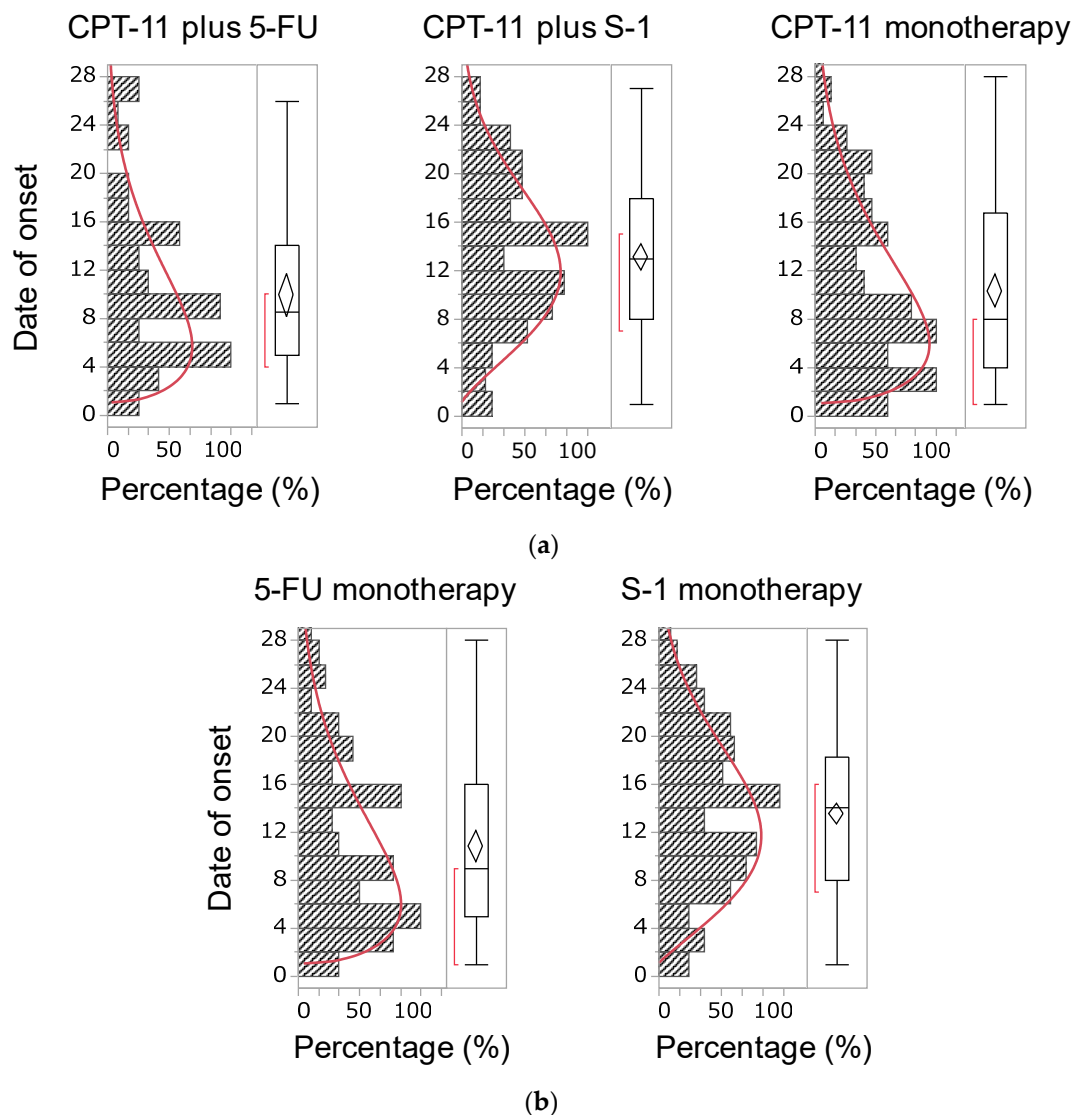 CPT-11 plus 5-FU CPT-11 plus S-1 CPT-11 monotherapy
Date of onset
28 28 28
24 24 24
20 20 20
16 16 16
12 12 12
8 8 8
4 4 4
0 0 0
0 50 100 0 50 100 0 50 100
Percentage (%) Percentage (%) Percentage (%)
(a)
5-FU monotherapy S-1 monotherapy
Date of onset Date of onset
28 28
24 24
20 20
16 16
12 12
8 8
4 4
0 0
0 50 100 0 50 100
Percentage (%) Percentage (%)
(b)